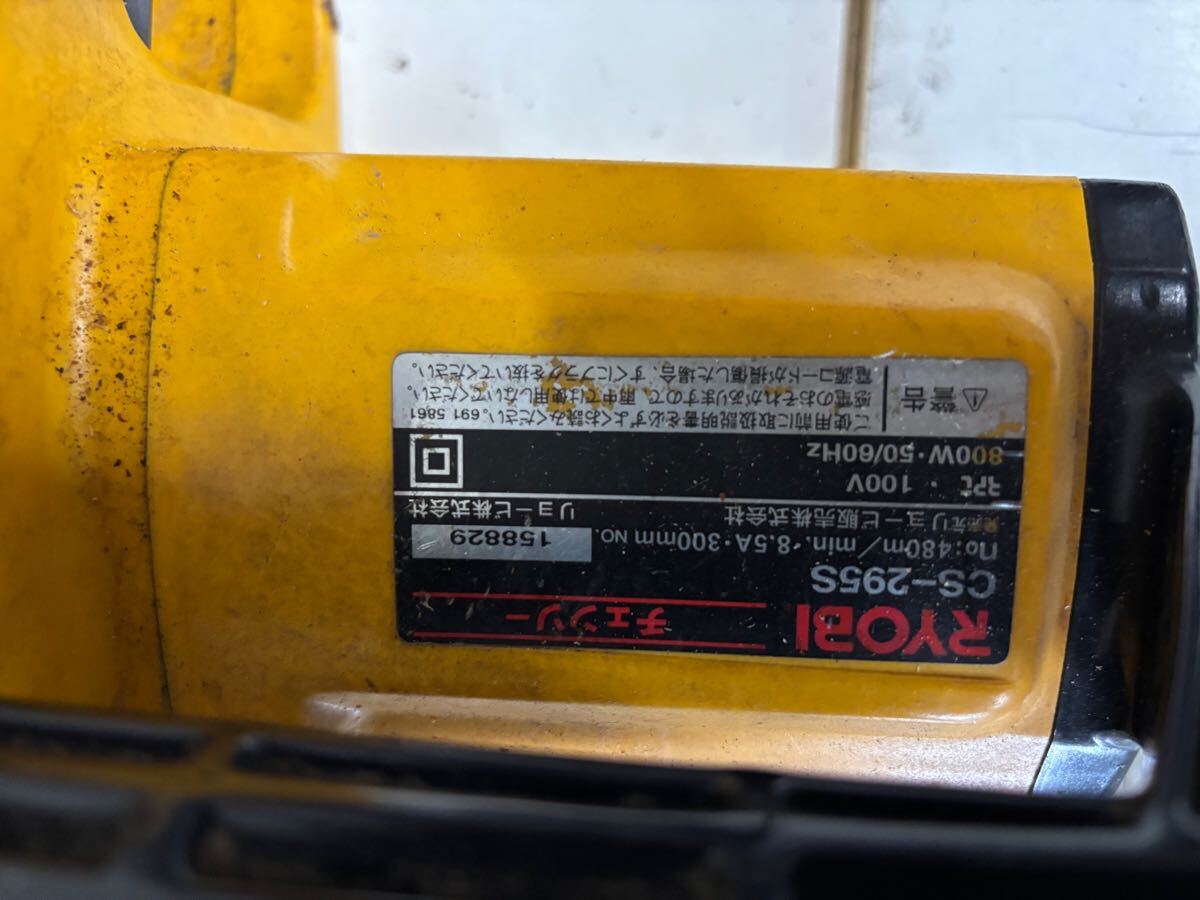 RYOBI チェンソー
CS-295S
no:480m/min.・8.5A・300mm NO. 158829
発売元リョービ販売株式会社 リョービ株式会社
100V
800W・50/60Hz
⚠ 警告
ご使用前に取扱説明書を必ずよくお読みください。 691 5861
感電のおそれがありますので、雨中では使用しないでください。
電源コードが損傷した場合、すぐにプラグを抜いてください。